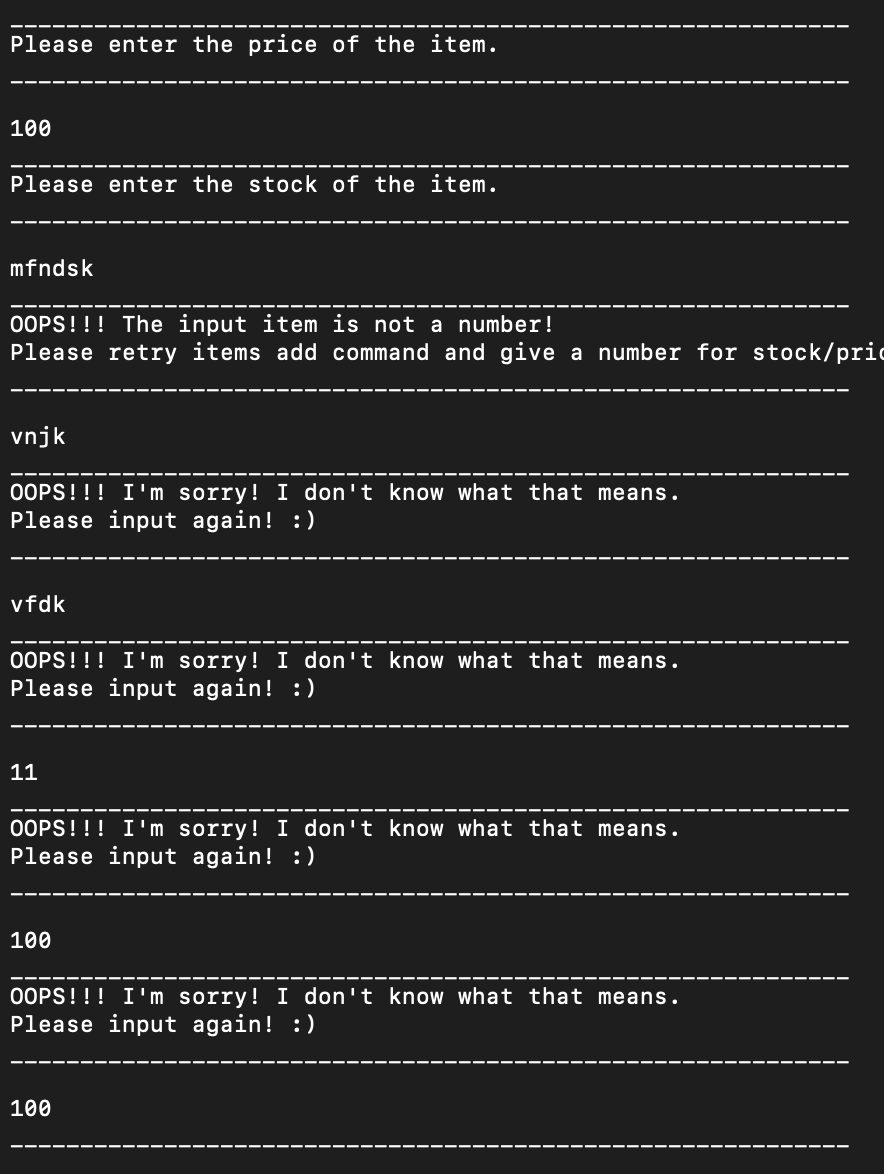 ____________________________________________________________
Please enter the price of the item.
____________________________________________________________
100
____________________________________________________________
Please enter the stock of the item.
____________________________________________________________
mfndsk
____________________________________________________________
OOPS!!! The input item is not a number!
Please retry items add command and give a number for stock/pric
____________________________________________________________
vnjk
____________________________________________________________
OOPS!!! I'm sorry! I don't know what that means.
Please input again! :)
____________________________________________________________
vfdk
____________________________________________________________
OOPS!!! I'm sorry! I don't know what that means.
Please input again! :)
____________________________________________________________
11
____________________________________________________________
OOPS!!! I'm sorry! I don't know what that means.
Please input again! :)
____________________________________________________________
100
____________________________________________________________
OOPS!!! I'm sorry! I don't know what that means.
Please input again! :)
____________________________________________________________
100
____________________________________________________________